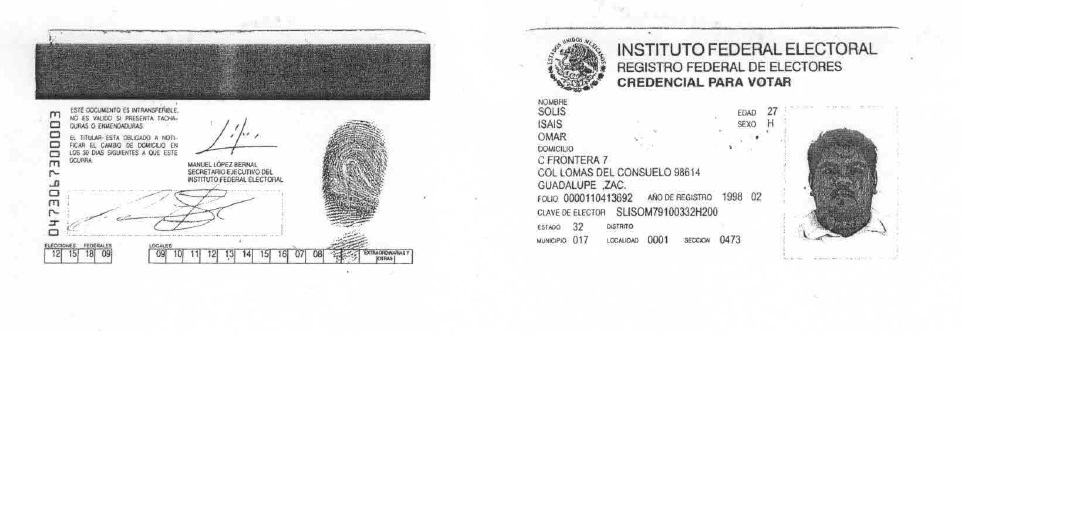 ESTE DOCUMENTO ES INTRANSFERIBLE.
NO ES VALIDO SI PRESENTA TACHA-
DURAS O ENMENDADURAS.
EL TITULAR ESTA OBLIGADO A NOTI-
FICAR EL CAMBIO DE DOMICILIO EN
LOS 30 DIAS SIGUIENTES A QUE ESTE
OCURRA.
MANUEL LÓPEZ BERNAL
SECRETARIO EJECUTIVO DEL
INSTITUTO FEDERAL ELECTORAL
ELECCIONES FEDERALES
12 15 18 09
LOCALES
09 10 11 12 13 14 15 16 07 08
EXTRAORDINARIAS Y
OTRAS
ESTADOS UNIDOS MEXICANOS
INSTITUTO FEDERAL ELECTORAL
REGISTRO FEDERAL DE ELECTORES
CREDENCIAL PARA VOTAR
NOMBRE
SOLIS
ISAIS
OMAR
EDAD 27
SEXO H
DOMICILIO
C FRONTERA 7
COL LOMAS DEL CONSUELO 98614
GUADALUPE ,ZAC.
FOLIO 0000110413692 AÑO DE REGISTRO 1998 02
CLAVE DE ELECTOR SLISOM79100332H200
ESTADO 32 DISTRITO
MUNICIPIO 017 LOCALIDAD 0001 SECCION 0473